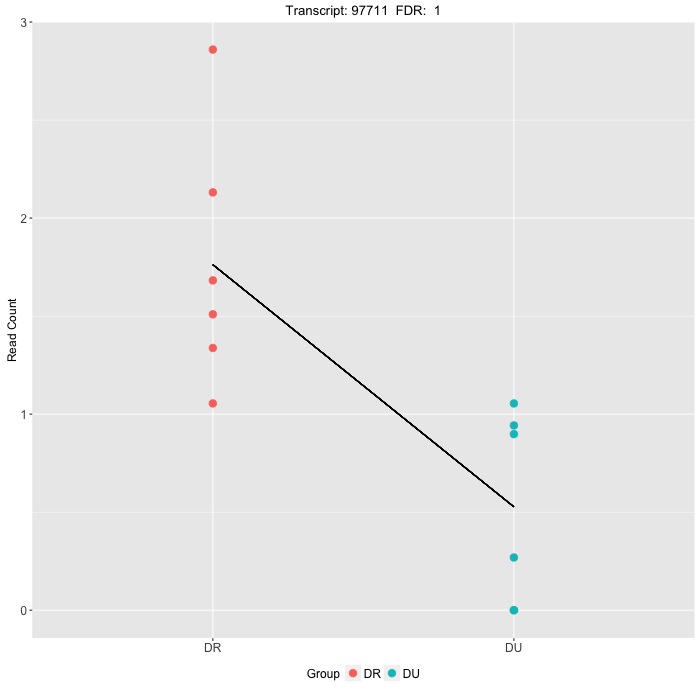 Transcript: 97711  FDR:  1
3
2
1
0
Read Count
DR
DU
Group DR DU